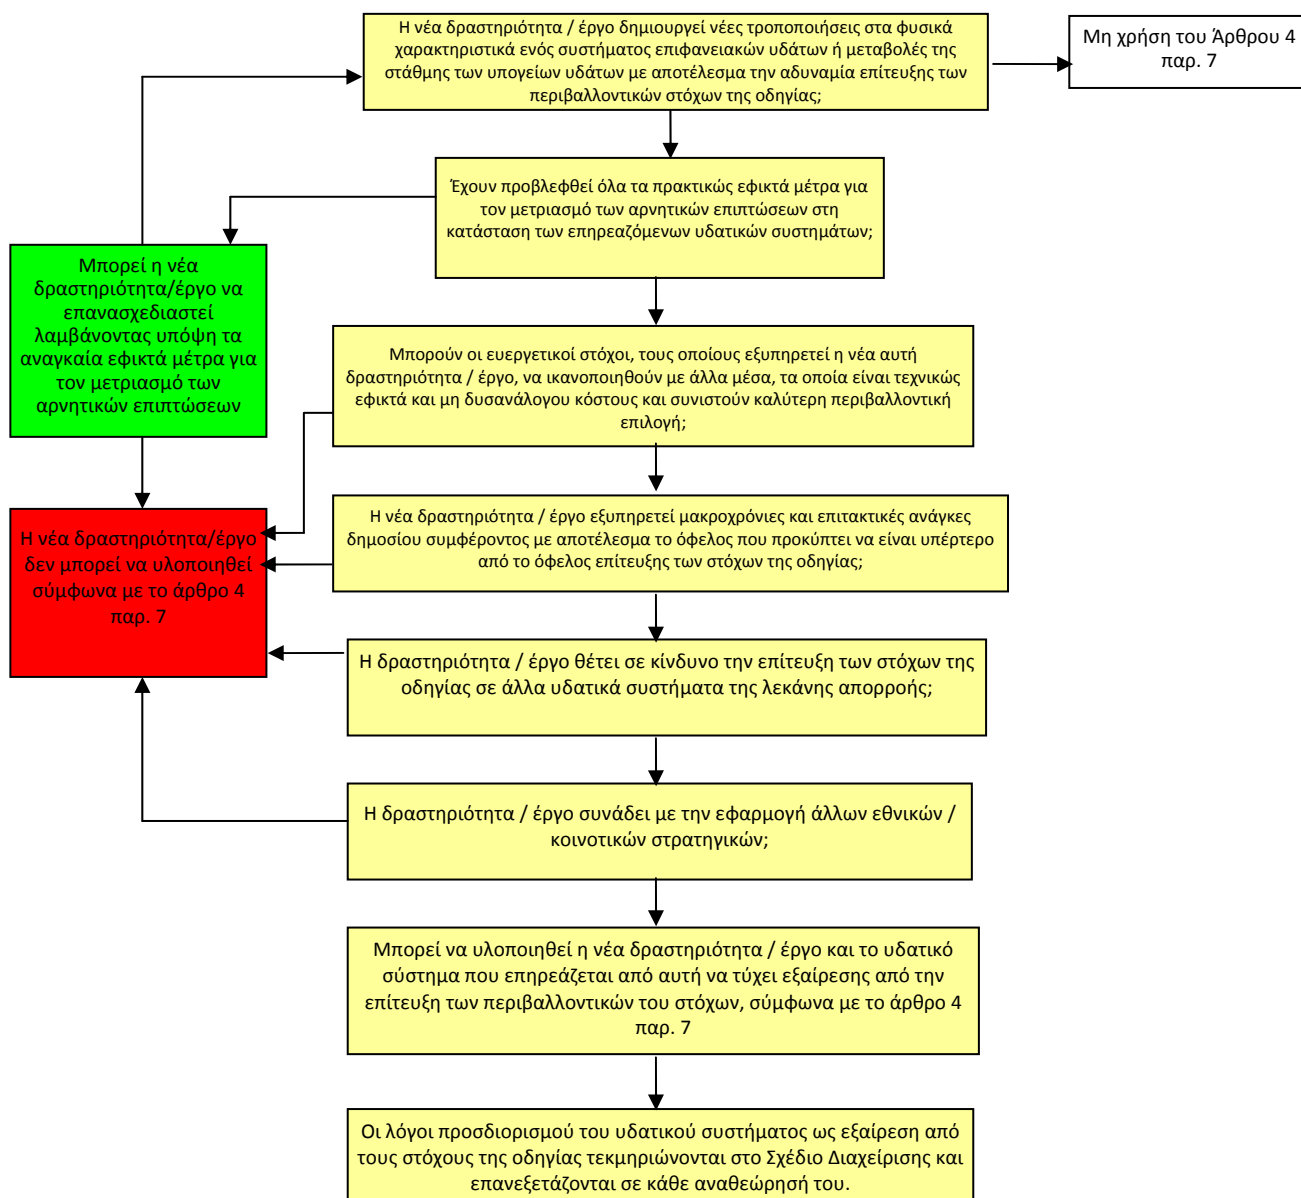 Η νέα δραστηριότητα / έργο δημιουργεί νέες τροποποιήσεις στα φυσικά
χαρακτηριστικά ενός συστήματος επιφανειακών υδάτων ή μεταβολές της
στάθμης των υπογείων υδάτων με αποτέλεσμα την αδυναμία επίτευξης των
περιβαλλοντικών στόχων της οδηγίας;
Μη χρήση του Άρθρου 4
παρ. 7
Έχουν προβλεφθεί όλα τα πρακτικώς εφικτά μέτρα για
τον μετριασμό των αρνητικών επιπτώσεων στη
κατάσταση των επηρεαζόμενων υδατικών συστημάτων;
Μπορεί η νέα
δραστηριότητα/έργο να
επανασχεδιαστεί
λαμβάνοντας υπόψη τα
αναγκαία εφικτά μέτρα για
τον μετριασμό των
αρνητικών επιπτώσεων
Μπορούν οι ευεργετικοί στόχοι, τους οποίους εξυπηρετεί η νέα αυτή
δραστηριότητα / έργο, να ικανοποιηθούν με άλλα μέσα, τα οποία είναι τεχνικώς
εφικτά και μη δυσανάλογου κόστους και συνιστούν καλύτερη περιβαλλοντική
επιλογή;
Η νέα δραστηριότητα/έργο
δεν μπορεί να υλοποιηθεί
σύμφωνα με το άρθρο 4
παρ. 7
Η νέα δραστηριότητα / έργο εξυπηρετεί μακροχρόνιες και επιτακτικές ανάγκες
δημοσίου συμφέροντος με αποτέλεσμα το όφελος που προκύπτει να είναι υπέρτερο
από το όφελος επίτευξης των στόχων της οδηγίας;
Η δραστηριότητα / έργο θέτει σε κίνδυνο την επίτευξη των στόχων της
οδηγίας σε άλλα υδατικά συστήματα της λεκάνης απορροής;
Η δραστηριότητα / έργο συνάδει με την εφαρμογή άλλων εθνικών /
κοινοτικών στρατηγικών;
Μπορεί να υλοποιηθεί η νέα δραστηριότητα / έργο και το υδατικό
σύστημα που επηρεάζεται από αυτή να τύχει εξαίρεσης από την
επίτευξη των περιβαλλοντικών του στόχων, σύμφωνα με το άρθρο 4
παρ. 7
Οι λόγοι προσδιορισμού του υδατικού συστήματος ως εξαίρεση από
τους στόχους της οδηγίας τεκμηριώνονται στο Σχέδιο Διαχείρισης και
επανεξετάζονται σε κάθε αναθεώρησή του.